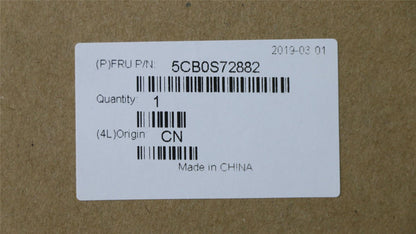 2019-03 01
(P)FRU P/N: 5CB0S72882
Quantity: 1
(4L)Origin: CN
Made in CHINA